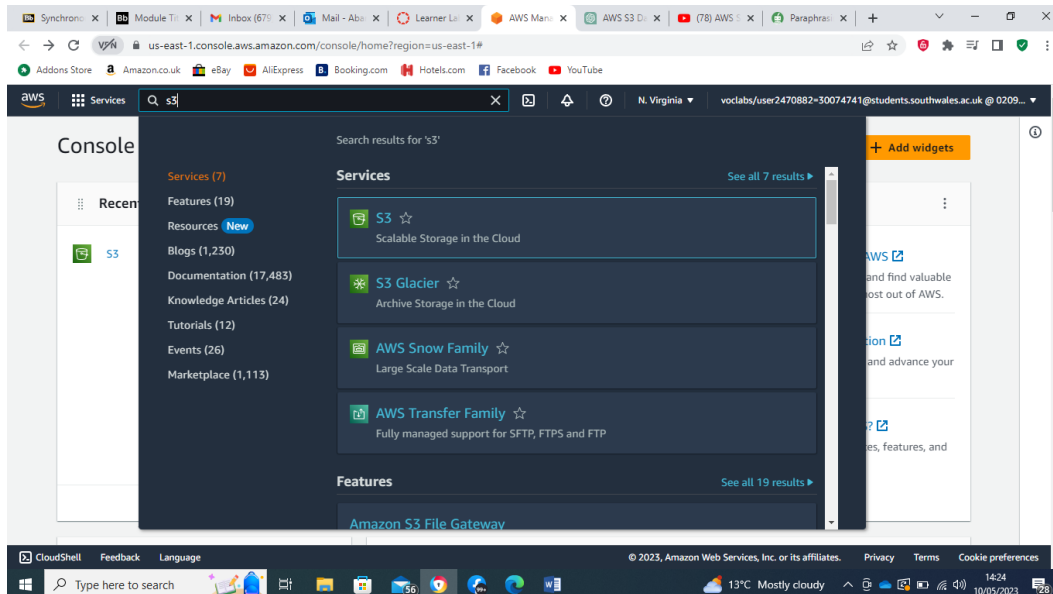 Synchrono
Bb Module Tit
Inbox (679
Mail - Aba
Learner La
AWS Mana
AWS S3 D
(78) AWS S
Paraphras
VPN us-east-1.console.aws.amazon.com/console/home?region=us-east-1#
Addons Store Amazon.co.uk eBay AliExpress B. Booking.com Hotels.com Facebook YouTube
aws Services s3 N. Virginia voclabs/user2470882=30074741@students.southwales.ac.uk @ 0209...
Console
Search results for 's3'
+ Add widgets
Services (7)
Features (19)
Resources New
Blogs (1,230)
Documentation (17,483)
Knowledge Articles (24)
Tutorials (12)
Events (26)
Marketplace (1,113)
Services See all 7 results
S3
Scalable Storage in the Cloud
S3 Glacier
Archive Storage in the Cloud
AWS Snow Family
Large Scale Data Transport
AWS Transfer Family
Fully managed support for SFTP, FTPS and FTP
Features See all 19 results
Amazon S3 File Gateway
Recen
S3
AWS
and find valuable
ost out of AWS.
tion
and advance your
?
es, features, and
CloudShell Feedback Language © 2023, Amazon Web Services, Inc. or its affiliates. Privacy Terms Cookie preferences
Type here to search 56 99+ 13°C Mostly cloudy 14:24
10/05/2023 28